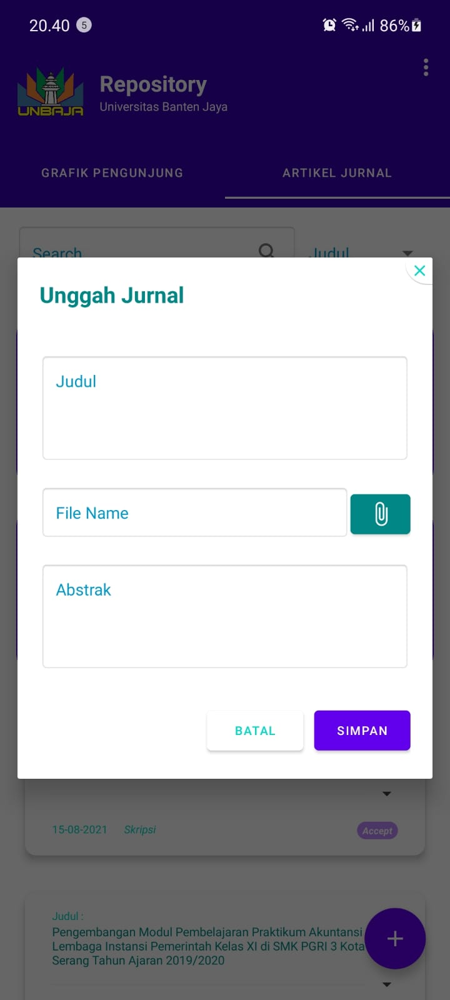 20.40 5 86%
UNBAJA
Repository
Universitas Banten Jaya
GRAFIK PENGUNJUNG ARTIKEL JURNAL
Search Judul
Unggah Jurnal
Judul
File Name
Abstrak
BATAL SIMPAN
15-08-2021 Skripsi Accept
Judul :
Pengembangan Modul Pembelajaran Praktikum Akuntansi
Lembaga Instansi Pemerintah Kelas XI di SMK PGRI 3 Kota
Serang Tahun Ajaran 2019/2020